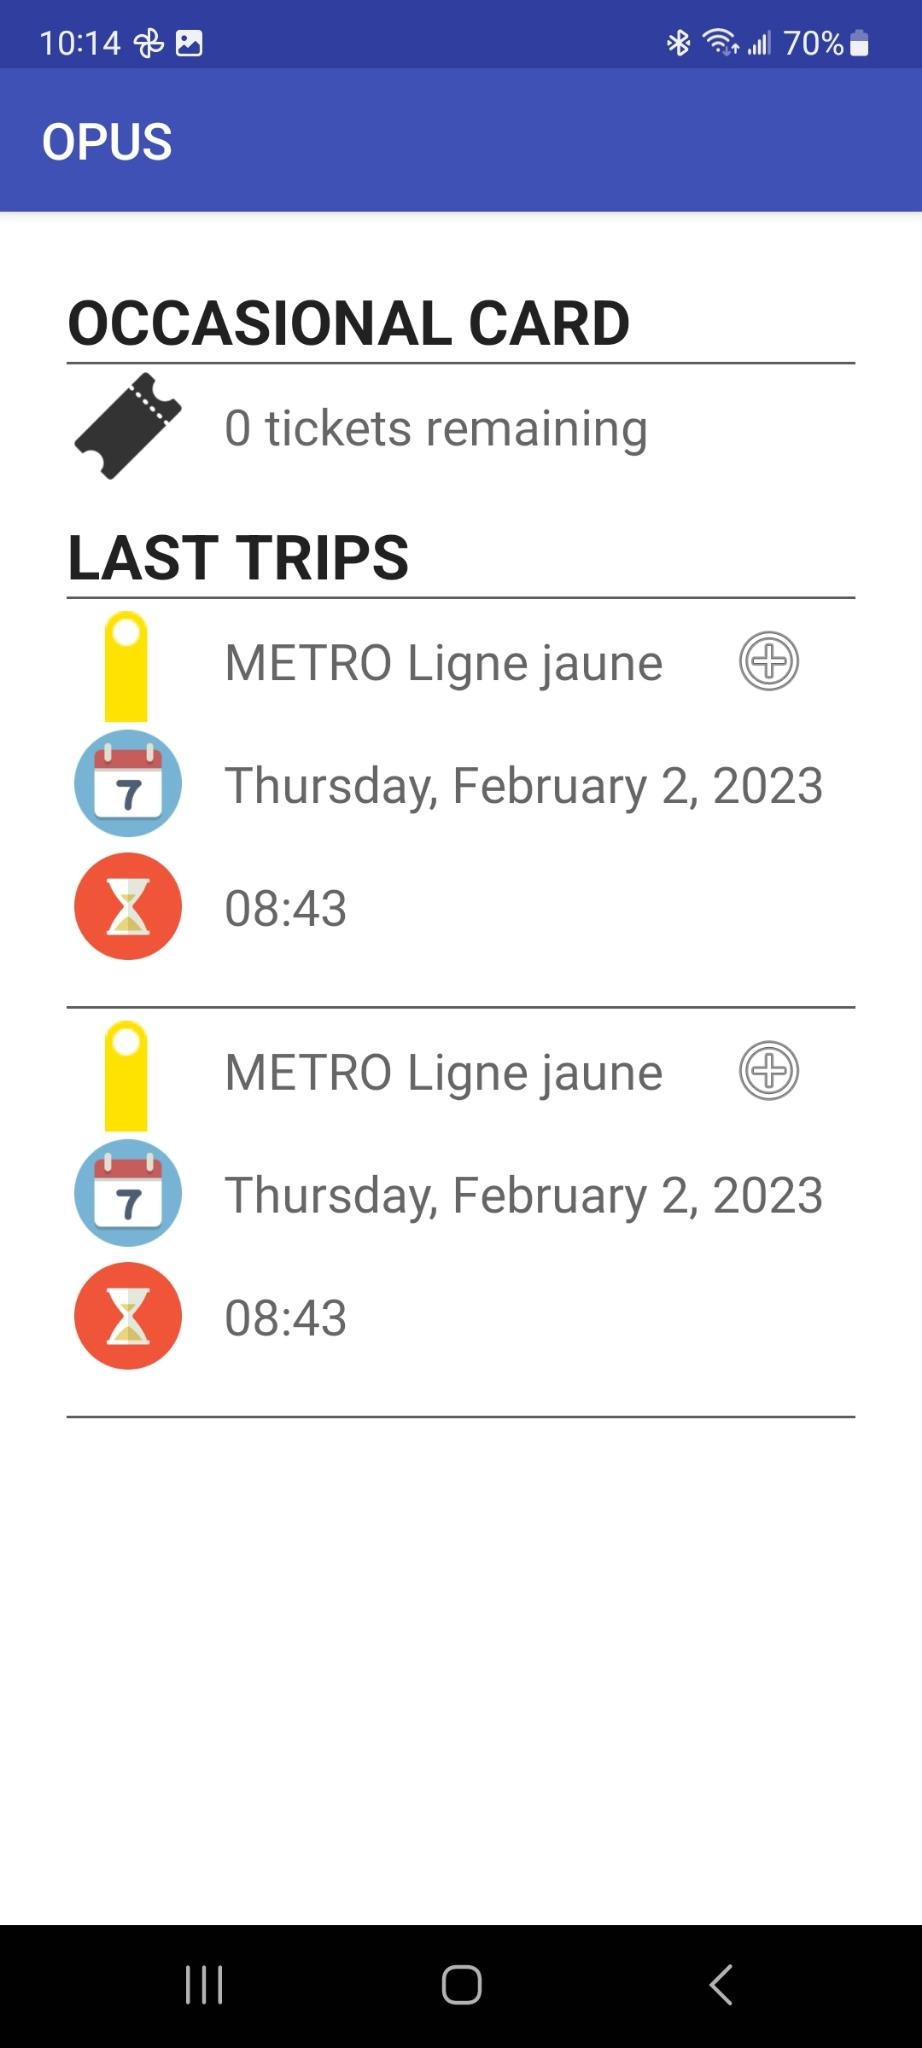 10:14
70%
OPUS
OCCASIONAL CARD
0 tickets remaining
LAST TRIPS
METRO Ligne jaune
7
Thursday, February 2, 2023
08:43
METRO Ligne jaune
7
Thursday, February 2, 2023
08:43